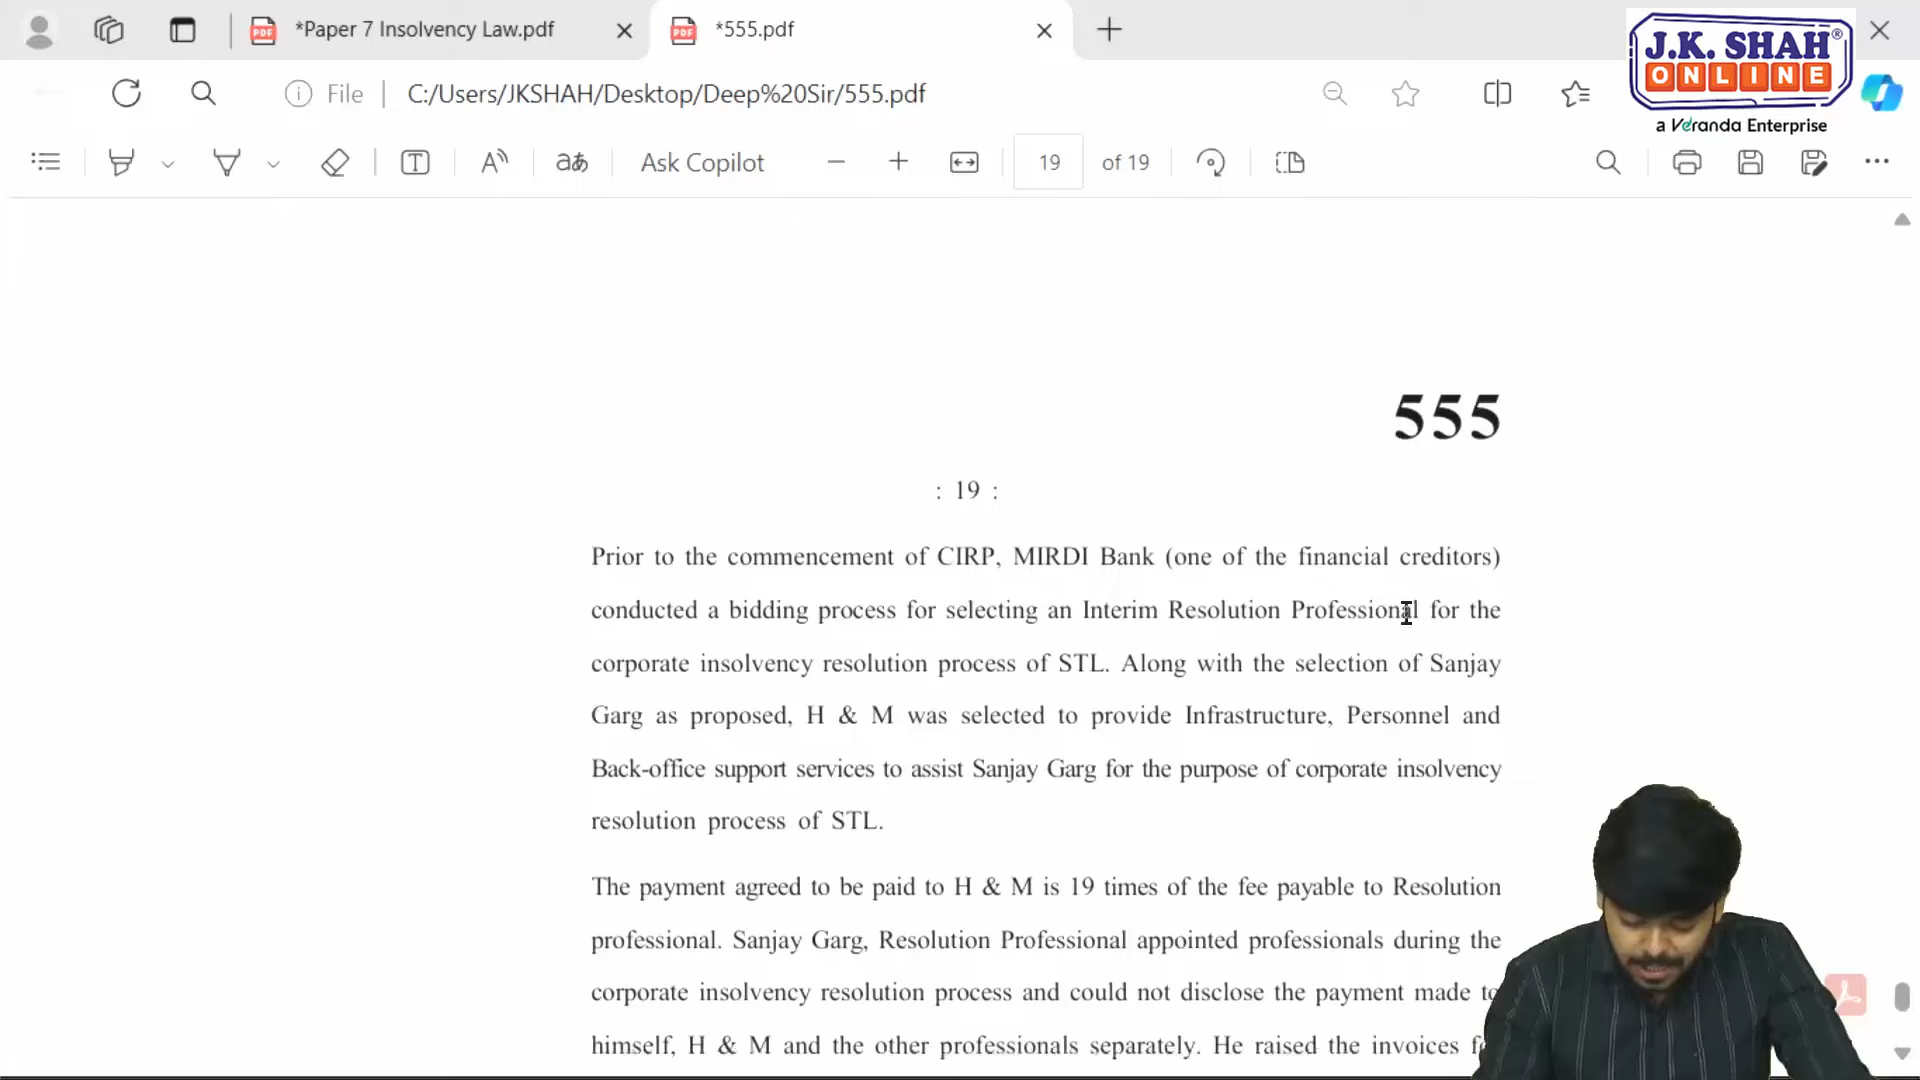 *Paper 7 Insolvency Law.pdf
*555.pdf
J.K. SHAH®
ONLINE
a Veranda Enterprise
File
C:/Users/JKSHAH/Desktop/Deep%20Sir/555.pdf
Ask Copilot
19 of 19
555
: 19 :
Prior to the commencement of CIRP, MIRDI Bank (one of the financial creditors)
conducted a bidding process for selecting an Interim Resolution Professional for the
corporate insolvency resolution process of STL. Along with the selection of Sanjay
Garg as proposed, H & M was selected to provide Infrastructure, Personnel and
Back-office support services to assist Sanjay Garg for the purpose of corporate insolvency
resolution process of STL.
The payment agreed to be paid to H & M is 19 times of the fee payable to Resolution
professional. Sanjay Garg, Resolution Professional appointed professionals during the
corporate insolvency resolution process and could not disclose the payment made to
himself, H & M and the other professionals separately. He raised the invoices